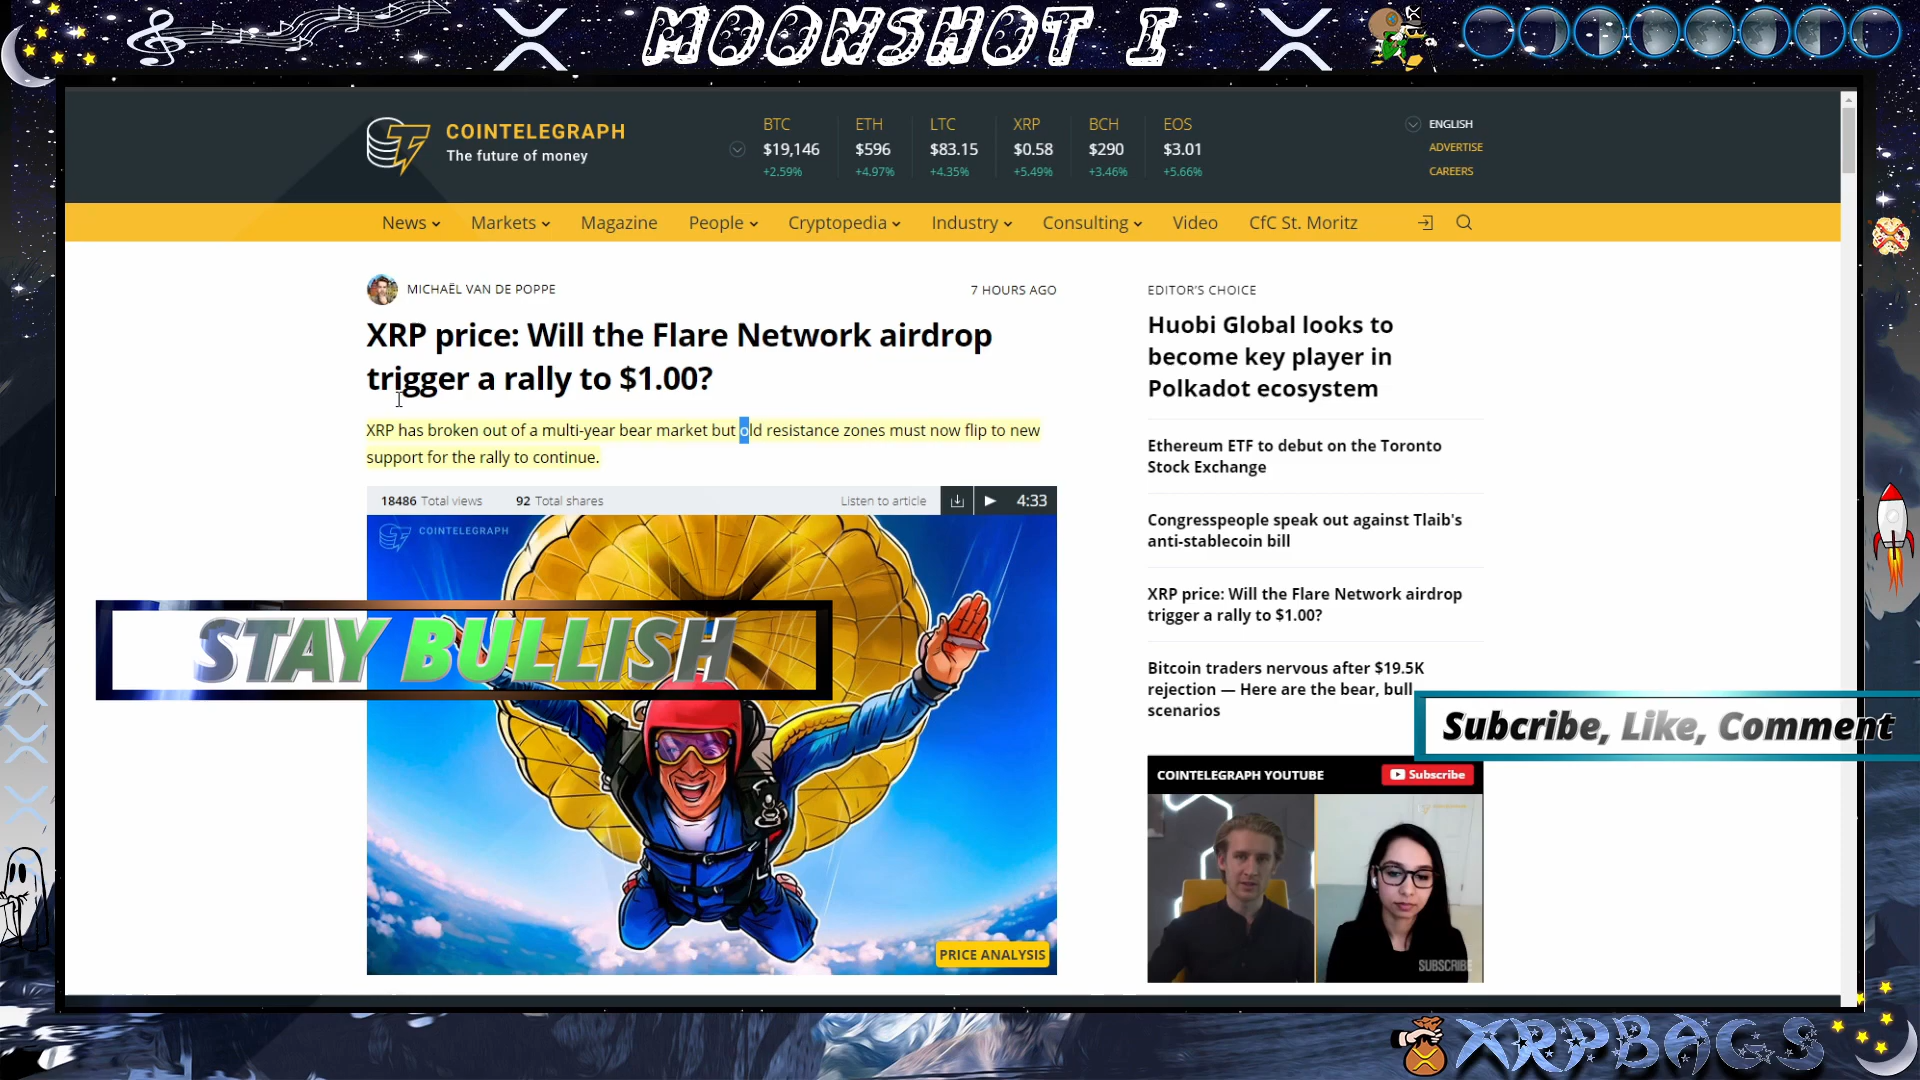 MOONSHOT I
COINTELEGRAPH
The future of money
BTC ETH LTC XRP BCH EOS
$19,146 $596 $83.15 $0.58 $290 $3.01
+2.59% +4.97% +4.35% +5.49% +3.46% +5.66%
ENGLISH
ADVERTISE
CAREERS
News Markets Magazine People Cryptopedia Industry Consulting Video CfC St. Moritz
MICHAËL VAN DE POPPE
7 HOURS AGO
XRP price: Will the Flare Network airdrop
trigger a rally to $1.00?
XRP has broken out of a multi-year bear market but old resistance zones must now flip to new
support for the rally to continue.
18486 Total views 92 Total shares Listen to article 4:33
COINTELEGRAPH
STAY BULLISH
PRICE ANALYSIS
EDITOR'S CHOICE
Huobi Global looks to
become key player in
Polkadot ecosystem
Ethereum ETF to debut on the Toronto
Stock Exchange
Congresspeople speak out against Tlaib's
anti-stablecoin bill
XRP price: Will the Flare Network airdrop
trigger a rally to $1.00?
Bitcoin traders nervous after $19.5K
rejection — Here are the bear, bull
scenarios
Subcribe, Like, Comment
COINTELEGRAPH YOUTUBE Subscribe
SUBSCRIBE
XRPBAGS